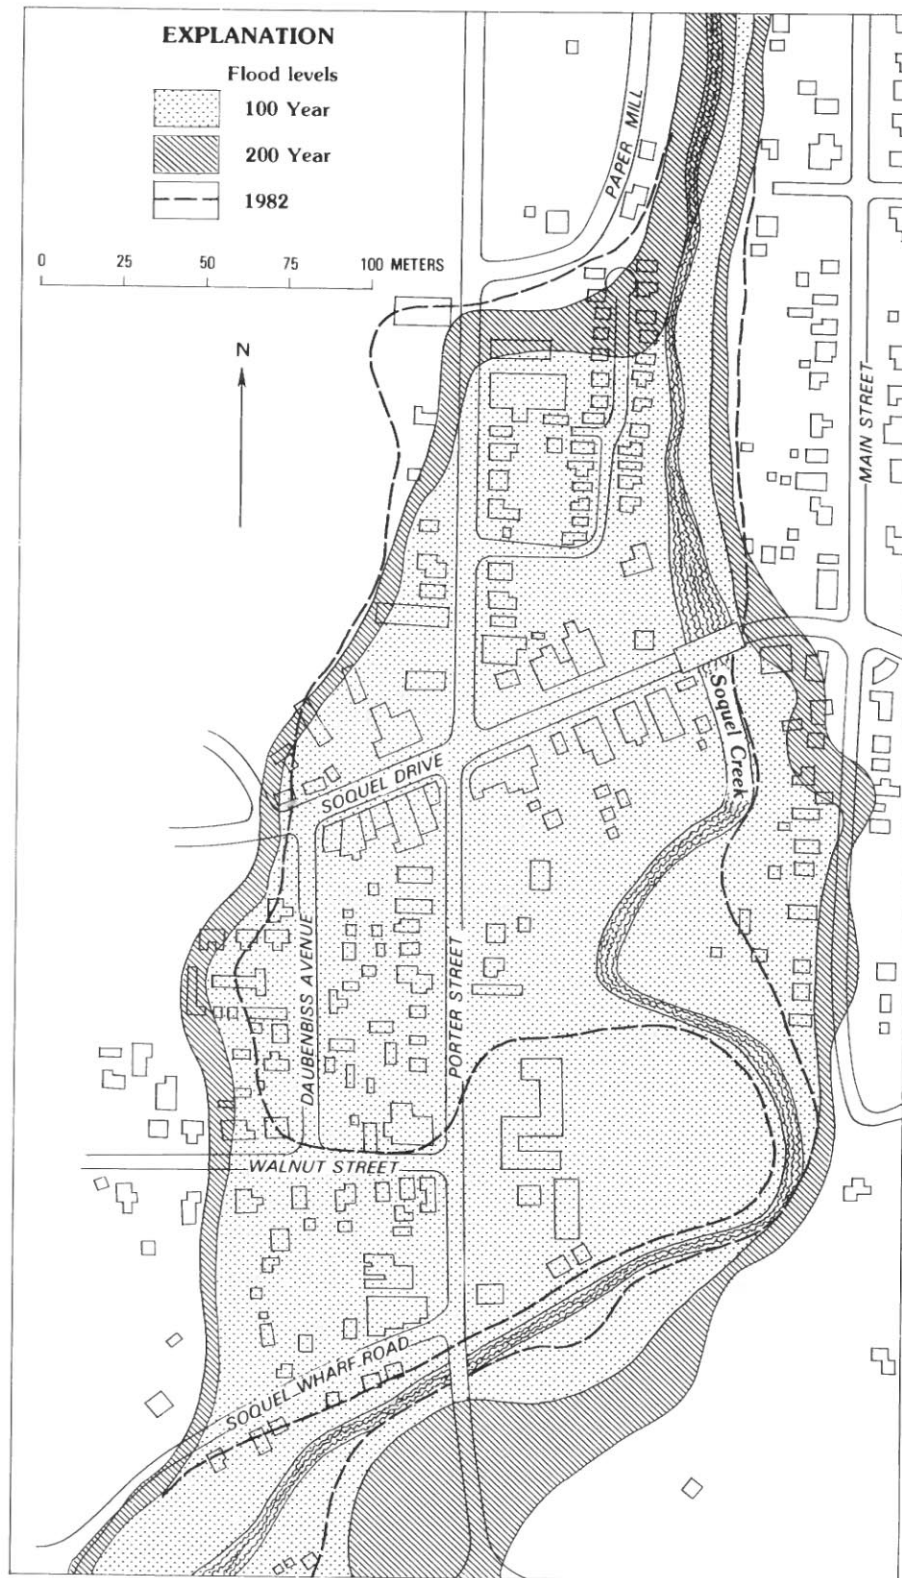 EXPLANATION
Flood levels
100 Year
200 Year
1982
0 25 50 75 100 METERS
N
PAPER MILL
MAIN STREET
Soquel Creek
SOQUEL DRIVE
DAUBENBISS AVENUE
PORTER STREET
WALNUT STREET
SOQUEL WHARF ROAD